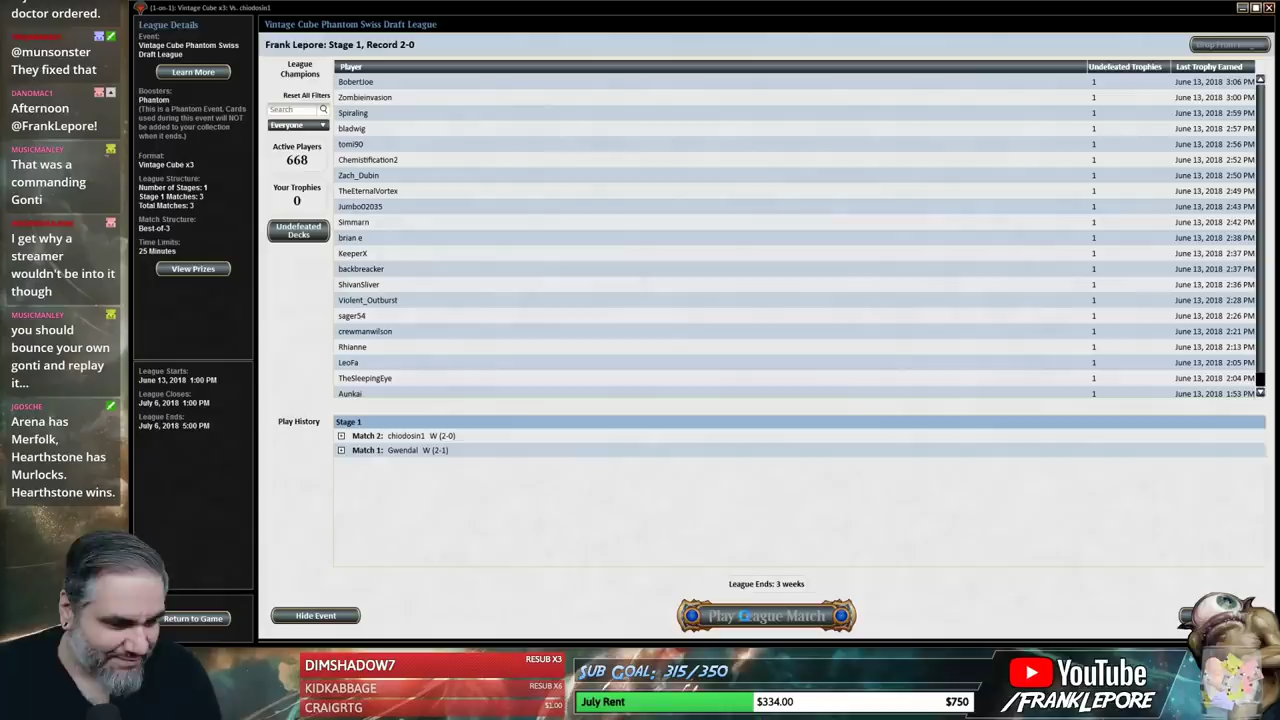 doctor ordered.
@munsonster
They fixed that
DANOMAC1
Afternoon
@FrankLepore!
MUSICMANLEY
That was a
commanding
Gonti
I get why a
streamer
wouldn't be into it
though
MUSICMANLEY
you should
bounce your own
gonti and replay
it...
JGOSCHE
Arena has
Merfolk,
Hearthstone has
Murlocks.
Hearthstone wins.
(1-on-1): Vintage Cube x3: Vs. chiodosin1
League Details
Event:
Vintage Cube Phantom Swiss
Draft League
Learn More
Boosters:
Phantom
(This is a Phantom Event. Cards
used during this event will NOT
be added to your collection
when it ends.)
Format:
Vintage Cube x3
League Structure:
Number of Stages: 1
Stage 1 Matches: 3
Total Matches: 3
Match Structure:
Best-of-3
Time Limits:
25 Minutes
View Prizes
League Starts:
June 13, 2018 1:00 PM
League Closes:
July 6, 2018 1:00 PM
League Ends:
July 6, 2018 5:00 PM
Return to Game
Vintage Cube Phantom Swiss Draft League
Frank Lepore: Stage 1, Record 2-0
League
Champions
Reset All Filters
Search
Everyone
Active Players
668
Your Trophies
0
Undefeated
Decks
Player Undefeated Trophies Last Trophy Earned
BobertJoe 1 June 13, 2018 3:06 PM
Zombieinvasion 1 June 13, 2018 3:00 PM
Spiraling 1 June 13, 2018 2:59 PM
bladwig 1 June 13, 2018 2:57 PM
tomi90 1 June 13, 2018 2:56 PM
Chemistification2 1 June 13, 2018 2:52 PM
Zach_Dubin 1 June 13, 2018 2:50 PM
TheEternalVortex 1 June 13, 2018 2:49 PM
Jumbo02035 1 June 13, 2018 2:43 PM
Simmarn 1 June 13, 2018 2:42 PM
brian e 1 June 13, 2018 2:38 PM
KeeperX 1 June 13, 2018 2:37 PM
backbreacker 1 June 13, 2018 2:37 PM
ShivanSliver 1 June 13, 2018 2:36 PM
Violent_Outburst 1 June 13, 2018 2:28 PM
sager54 1 June 13, 2018 2:26 PM
crewmanwilson 1 June 13, 2018 2:21 PM
Rhianne 1 June 13, 2018 2:13 PM
LeoFa 1 June 13, 2018 2:05 PM
TheSleepingEye 1 June 13, 2018 2:04 PM
Aunkai 1 June 13, 2018 1:53 PM
Play History
Stage 1
Match 2: chiodosin1 W (2-0)
Match 1: Gwendal W (2-1)
League Ends: 3 weeks
Hide Event
Play League Match
DIMSHADOW7 RESUB X3
KIDKABBAGE RESUB X6
CRAIGRTG $1.00
SUB GOAL: 315/350
July Rent $334.00 $750
YouTube
/FRANKLEPORE